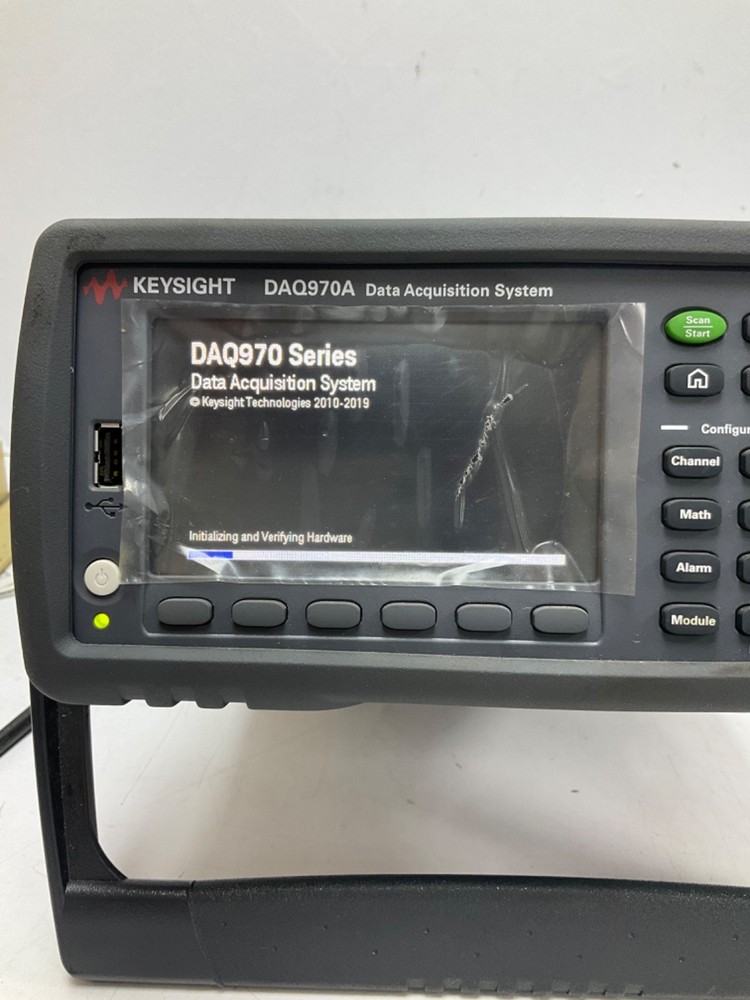 KEYSIGHT DAQ970A Data Acquisition System
DAQ970 Series
Data Acquisition System
© Keysight Technologies 2010-2019
Initializing and Verifying Hardware
Scan
Start
Configur
Channel
Math
Alarm
Module